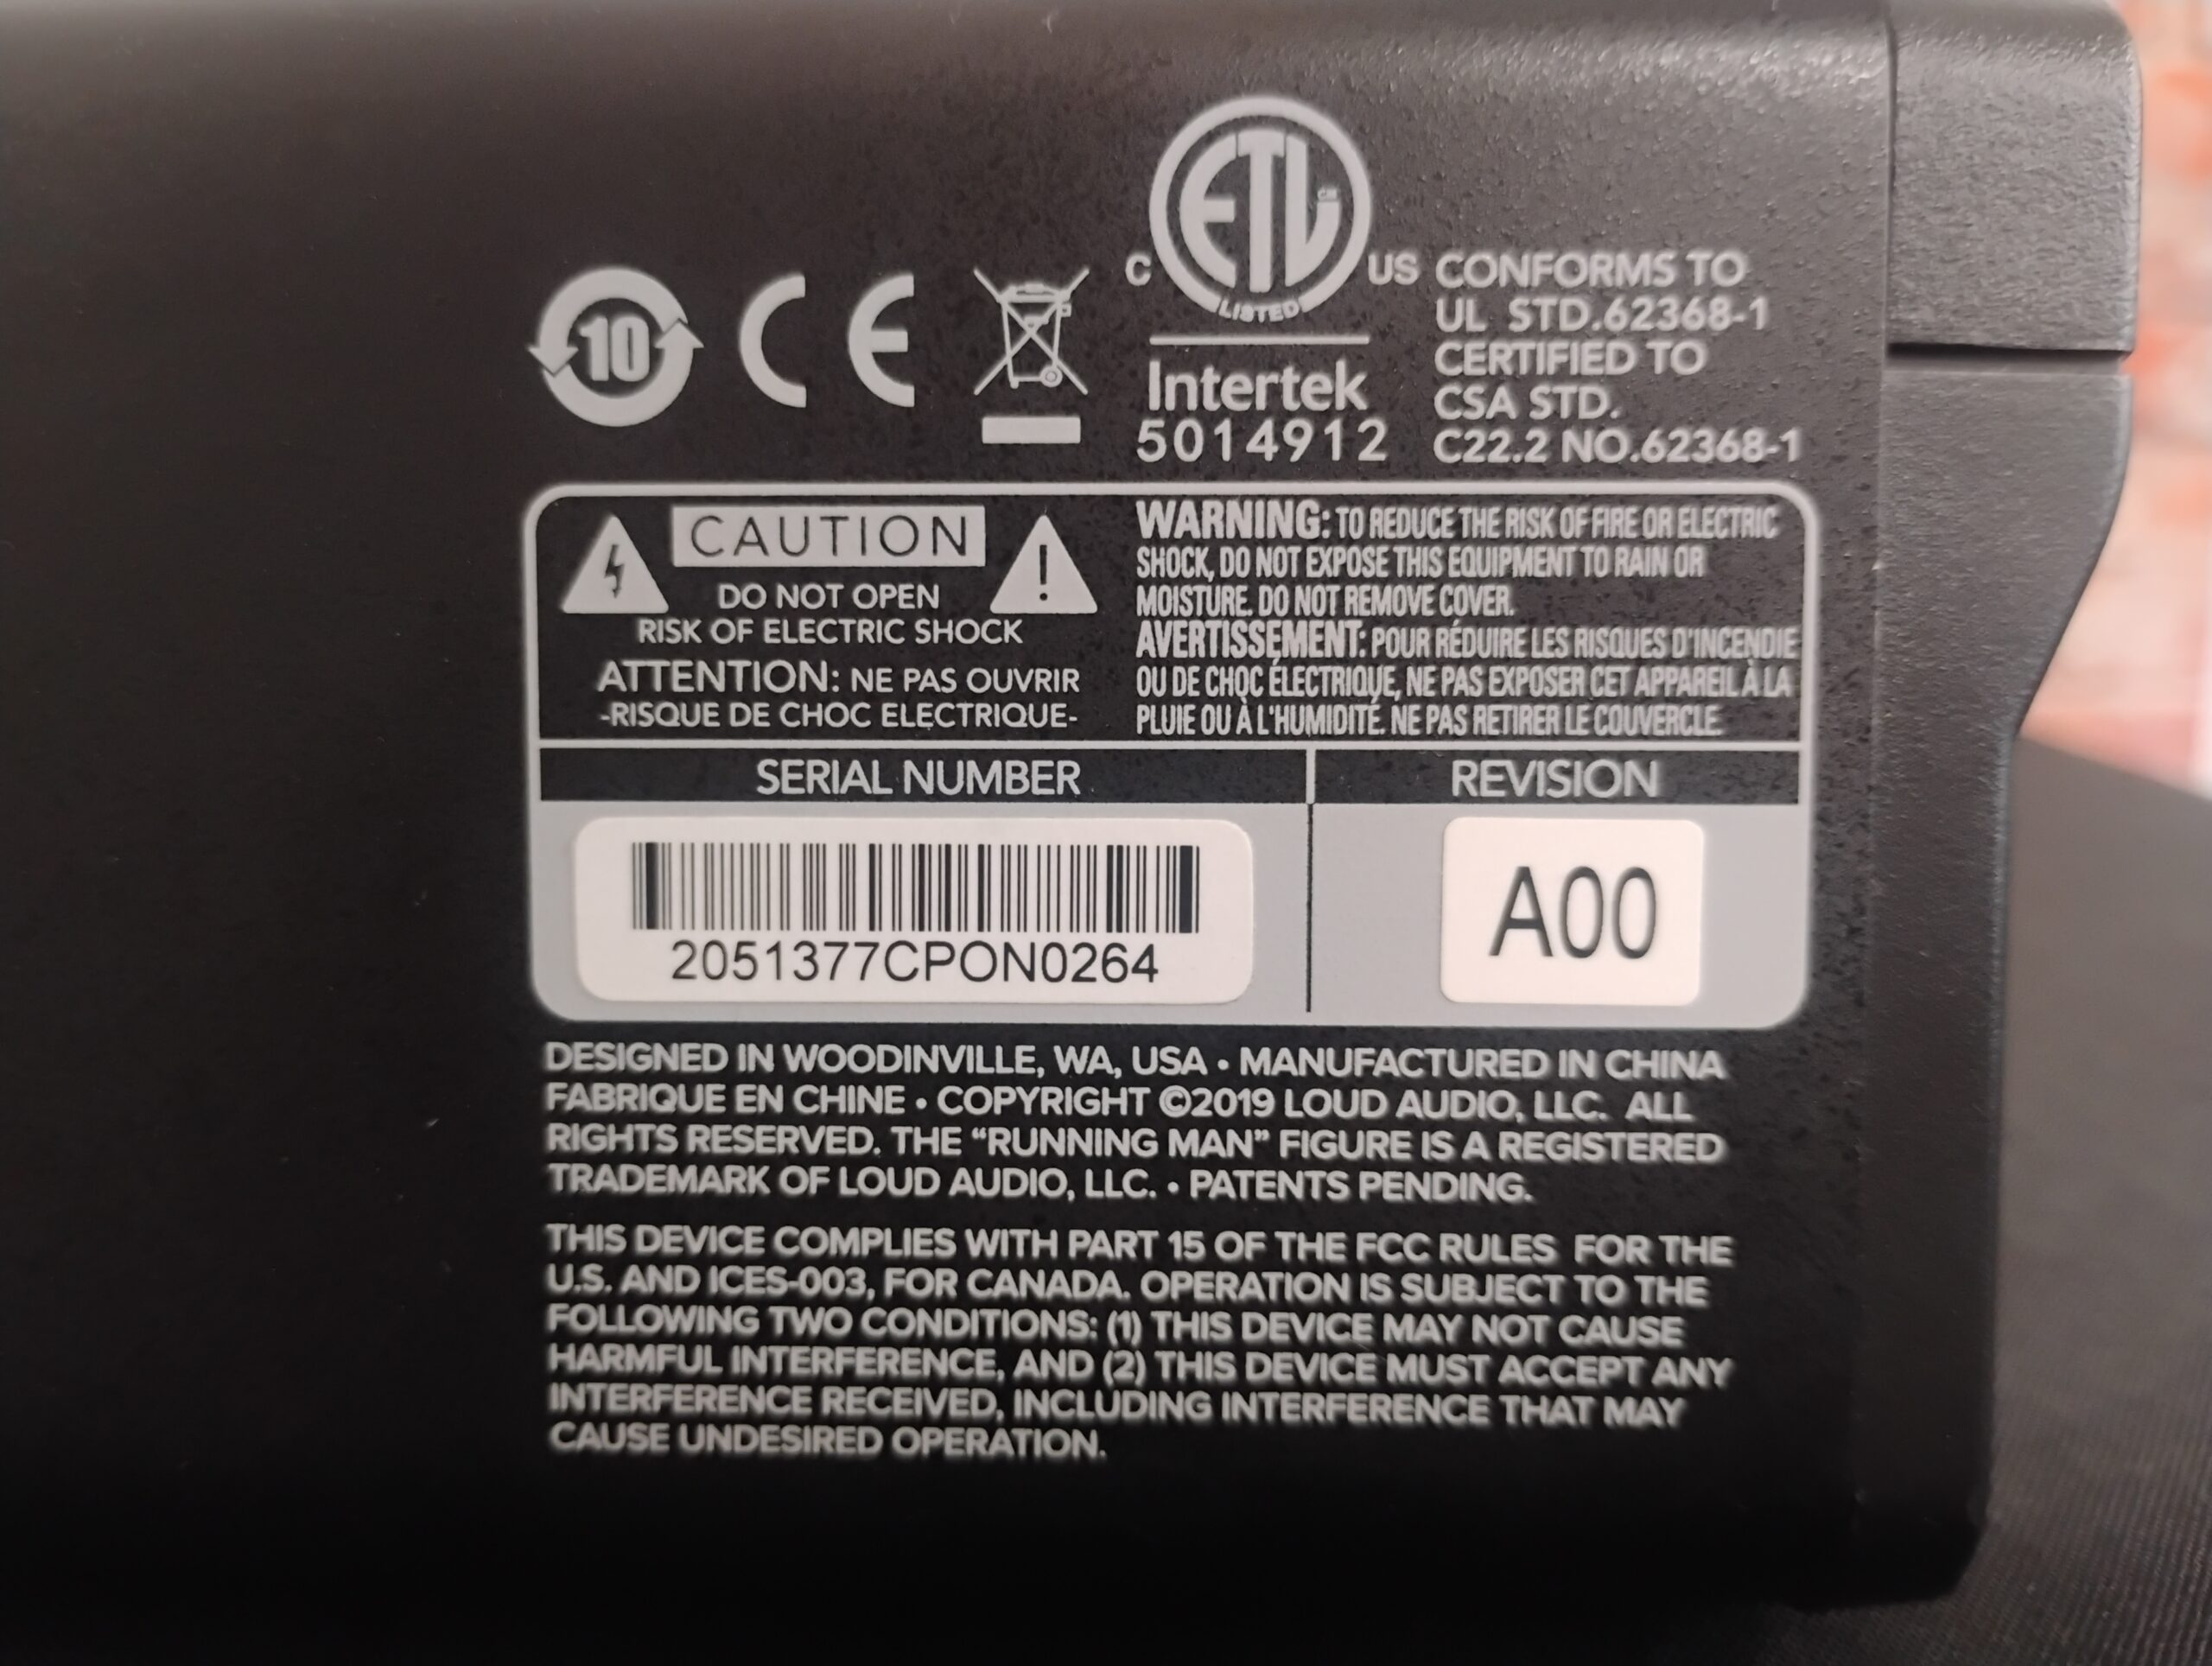 ETL
CM
LISTED
C US
10
CE
Intertek
5014912
CONFORMS TO
UL STD.62368-1
CERTIFIED TO
CSA STD.
C22.2 NO.62368-1
CAUTION
DO NOT OPEN
RISK OF ELECTRIC SHOCK
ATTENTION: NE PAS OUVRIR
-RISQUE DE CHOC ELECTRIQUE-
WARNING: TO REDUCE THE RISK OF FIRE OR ELECTRIC
SHOCK, DO NOT EXPOSE THIS EQUIPMENT TO RAIN OR
MOISTURE. DO NOT REMOVE COVER.
AVERTISSEMENT: POUR RÉDUIRE LES RISQUES D'INCENDIE
OU DE CHOC ÉLECTRIQUE, NE PAS EXPOSER CET APPAREIL À LA
PLUIE OU À L'HUMIDITÉ. NE PAS RETIRER LE COUVERCLE.
SERIAL NUMBER
2051377CPON0264
REVISION
A00
DESIGNED IN WOODINVILLE, WA, USA • MANUFACTURED IN CHINA
FABRIQUE EN CHINE • COPYRIGHT ©2019 LOUD AUDIO, LLC. ALL
RIGHTS RESERVED. THE “RUNNING MAN” FIGURE IS A REGISTERED
TRADEMARK OF LOUD AUDIO, LLC. • PATENTS PENDING.
THIS DEVICE COMPLIES WITH PART 15 OF THE FCC RULES FOR THE
U.S. AND ICES-003, FOR CANADA. OPERATION IS SUBJECT TO THE
FOLLOWING TWO CONDITIONS: (1) THIS DEVICE MAY NOT CAUSE
HARMFUL INTERFERENCE, AND (2) THIS DEVICE MUST ACCEPT ANY
INTERFERENCE RECEIVED, INCLUDING INTERFERENCE THAT MAY
CAUSE UNDESIRED OPERATION.